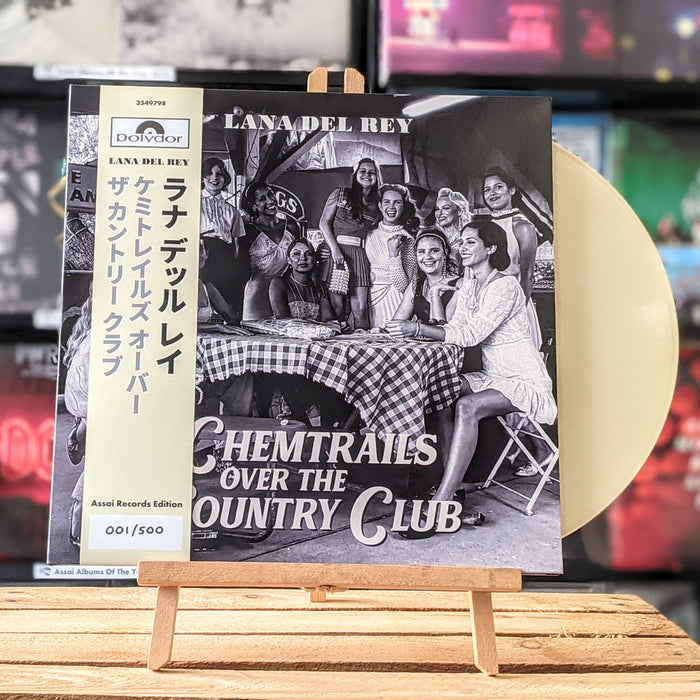 3549798
polydor
LANA DEL REY
ラナ デッル レイ
ケミトレイルズ オーバー
ザ カントリー クラブ
Assai Records Edition
001/500
LANA DEL REY
GS
CHEMTRAILS
OVER THE
COUNTRY CLUB
Assai Albums Of The